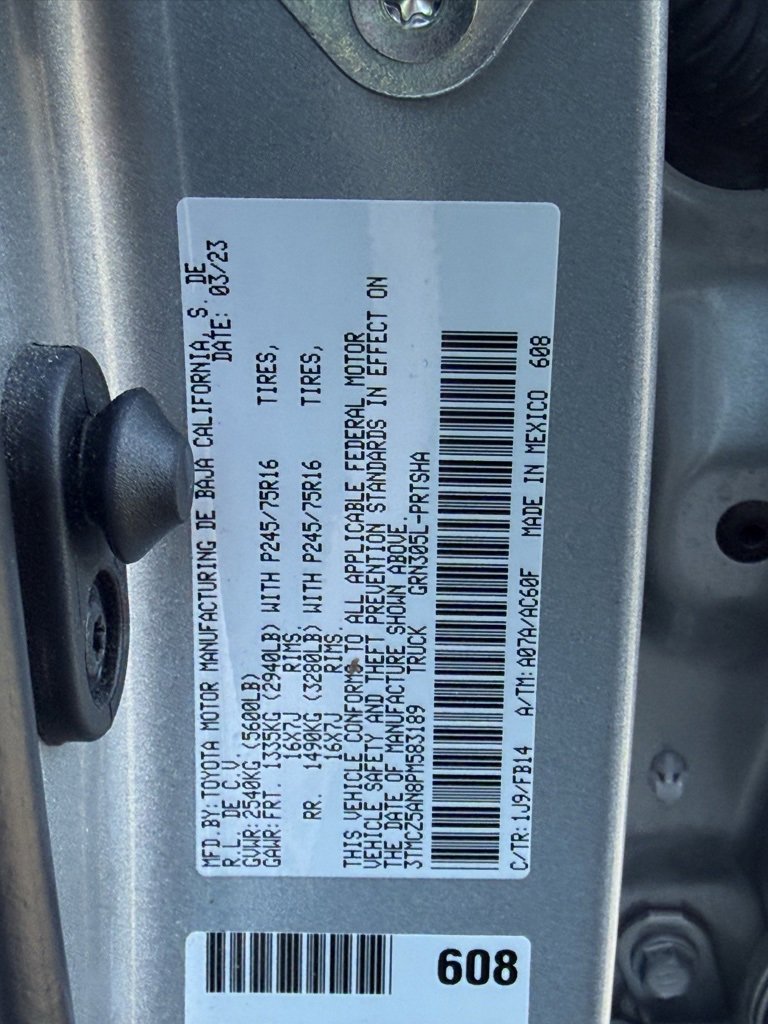 MFD.BY:TOYOTA MOTOR MANUFACTURING DE BAJA CALIFORNIA, S. DE
R.L. DE C.V. DATE: 03/23
GVWR:2540KG (5600LB)
GAWR:FRT. 1335KG (2940LB) WITH P245/75R16 TIRES,
16X7J RIMS,
RR. 1490KG (3280LB) WITH P245/75R16 TIRES,
16X7J RIMS
THIS VEHICLE CONFORMS TO ALL APPLICABLE FEDERAL MOTOR
VEHICLE SAFETY AND THEFT PREVENTION STANDARDS IN EFFECT ON
THE DATE OF MANUFACTURE SHOWN ABOVE.
3TMCZ5AN8PM583189 TRUCK GRN305L-PRTSHA
C/TR:1J9/FB14 A/TM:A07A/AC60F MADE IN MEXICO 608
608